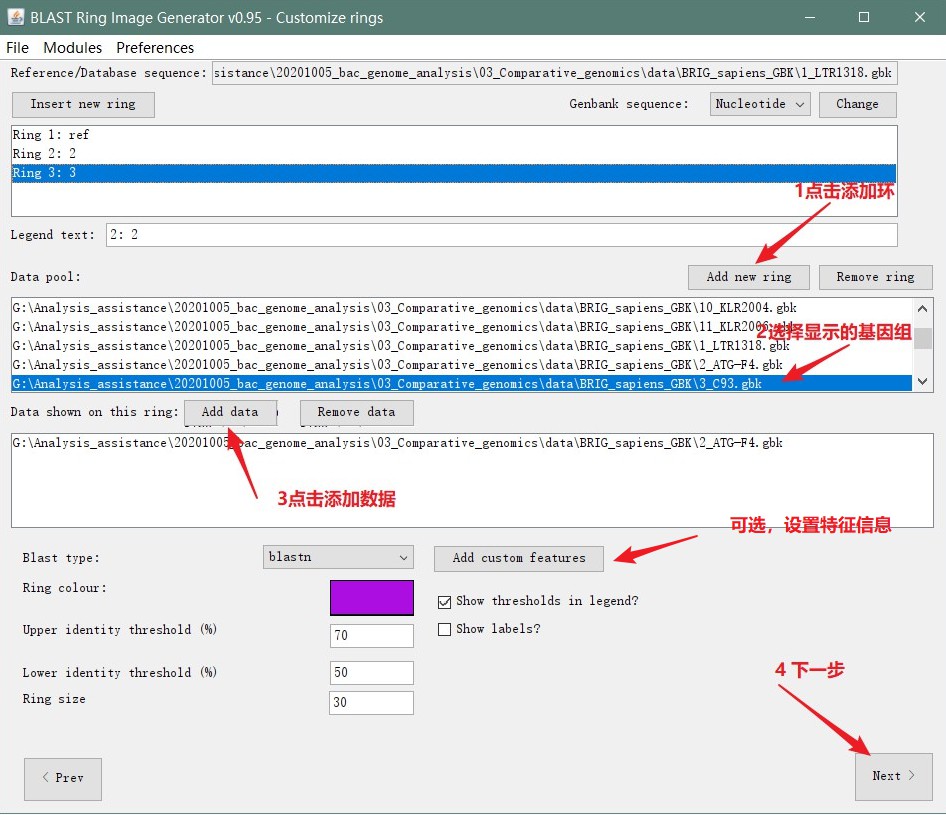 BLAST Ring Image Generator v0.95 - Customize rings
File Modules Preferences
Reference/Database sequence: sistance\20201005_bac_genome_analysis\03_Comparative_genomics\data\BRIG_sapiens_GBK\1_LTR1318.gbk
Insert new ring Genbank sequence: Nucleotide Change
Ring 1: ref
Ring 2: 2
Ring 3: 3
1点击添加环
Legend text: 2: 2
Data pool: Add new ring Remove ring
G:\Analysis_assistance\20201005_bac_genome_analysis\03_Comparative_genomics\data\BRIG_sapiens_GBK\10_KLR2004.gbk
G:\Analysis_assistance\20201005_bac_genome_analysis\03_Comparative_genomics\data\BRIG_sapiens_GBK\11_KLR2006.gbk
2选择显示的基因组
G:\Analysis_assistance\20201005_bac_genome_analysis\03_Comparative_genomics\data\BRIG_sapiens_GBK\1_LTR1318.gbk
G:\Analysis_assistance\20201005_bac_genome_analysis\03_Comparative_genomics\data\BRIG_sapiens_GBK\2_ATG-F4.gbk
G:\Analysis_assistance\20201005_bac_genome_analysis\03_Comparative_genomics\data\BRIG_sapiens_GBK\3_C93.gbk
Data shown on this ring: Add data Remove data
G:\Analysis_assistance\20201005_bac_genome_analysis\03_Comparative_genomics\data\BRIG_sapiens_GBK\2_ATG-F4.gbk
3点击添加数据
可选，设置特征信息
Blast type: blastn Add custom features
Ring colour:
Show thresholds in legend?
Upper identity threshold (%) 70 Show labels?
Lower identity threshold (%) 50
4 下一步
Ring size 30
< Prev Next >